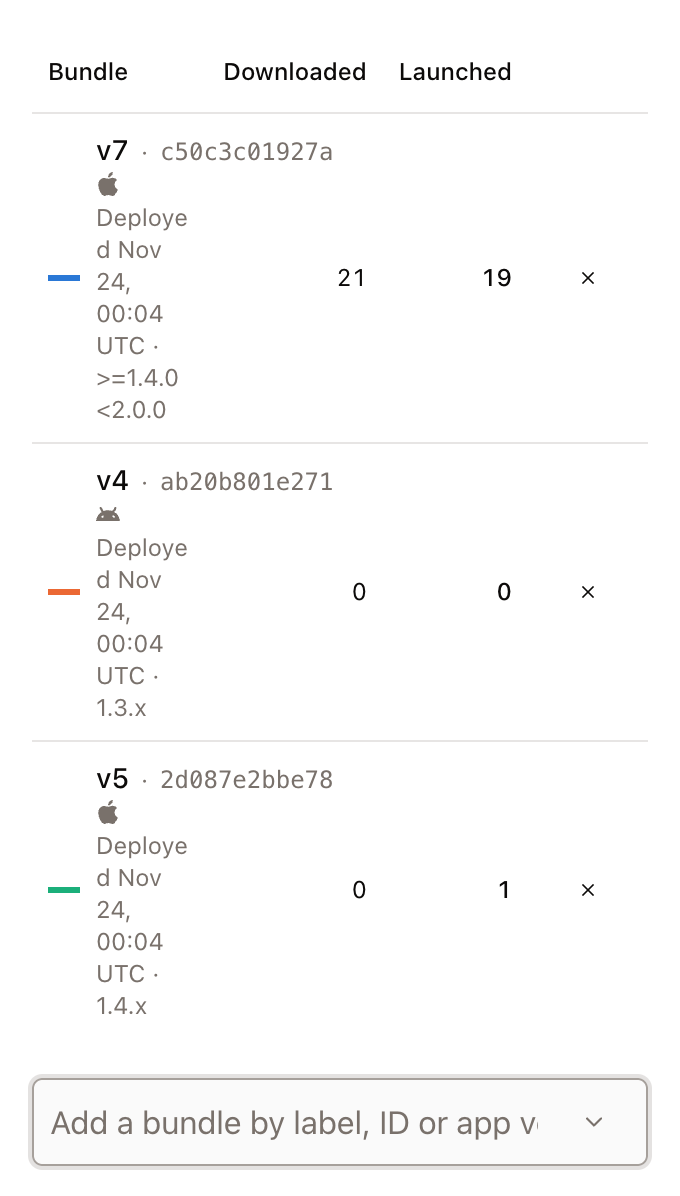 Bundle Downloaded Launched
v7 · c50c3c01927a
Deploye
d Nov
24,
00:04
UTC ·
>=1.4.0
<2.0.0
21 19 ×
v4 · ab20b801e271
Deploye
d Nov
24,
00:04
UTC ·
1.3.x
0 0 ×
v5 · 2d087e2bbe78
Deploye
d Nov
24,
00:04
UTC ·
1.4.x
0 1 ×
Add a bundle by label, ID or app v